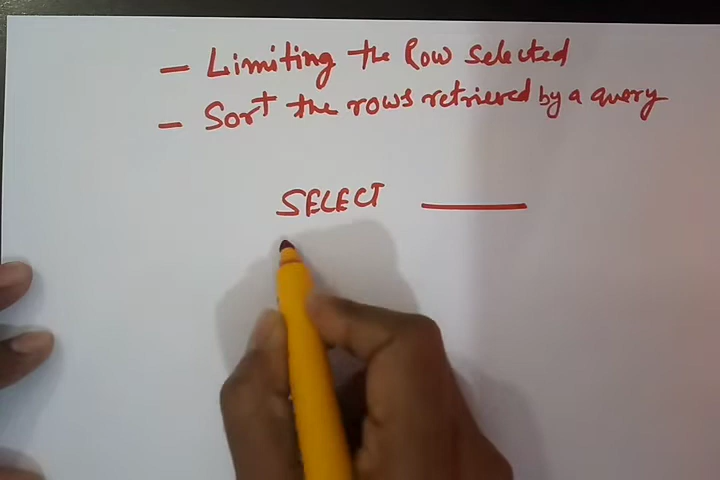 - Limiting the Row selected
- Sort the rows retrieved by a query
SELECT ______